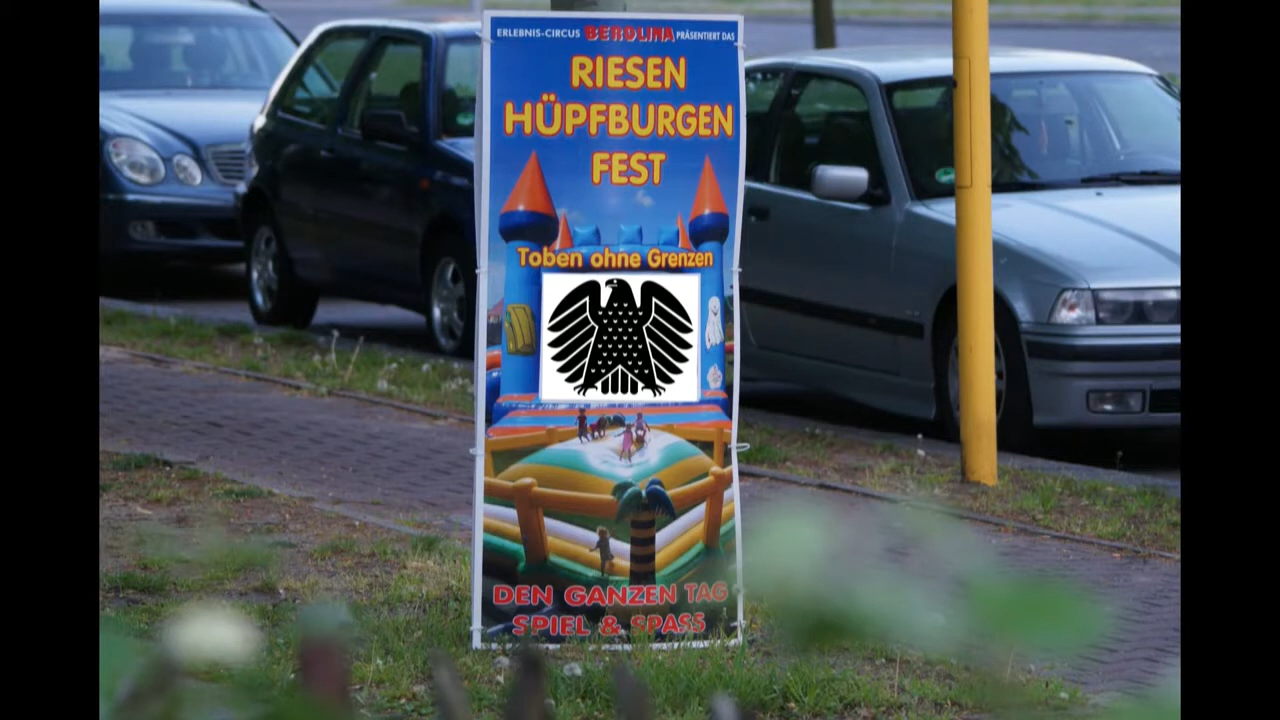 ERLEBNIS-CIRCUS BEROLINA PRÄSENTIERT DAS
RIESEN
HÜPFBURGEN
FEST
Toben ohne Grenzen
DEN GANZEN TAG
SPIEL & SPASS